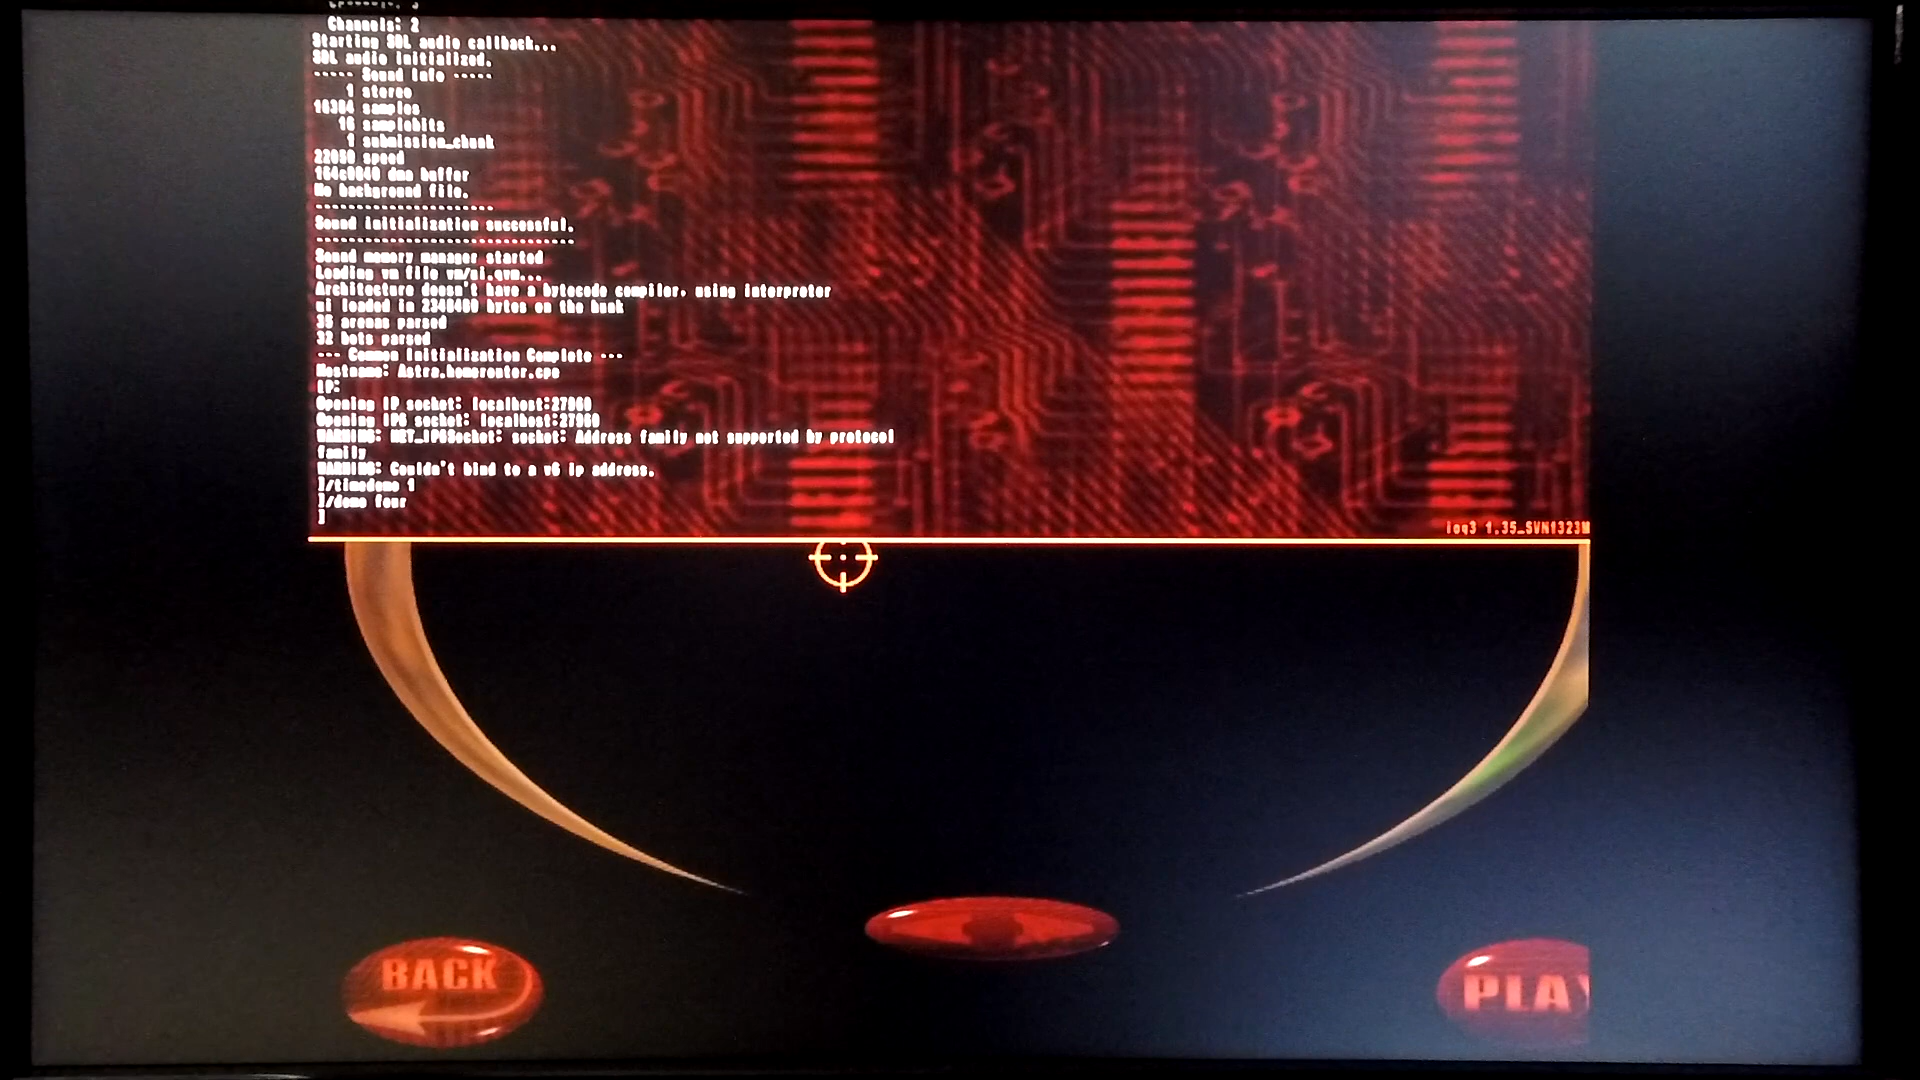 Channels: 2
Starting SDL audio callback...
SDL audio initialized.
----- Sound Info -----
1 stereo
16384 samples
16 samplebits
1 submission_chunk
22050 speed
dma buffer
No background file.
----------------------
Sound initialization successful.
--------------------------------
Sound memory manager started
Loading vm file vm/ui.qvm...
Architecture doesn't have a bytecode compiler, using interpreter
ui loaded in bytes on the hunk
arenas parsed
32 bots parsed
--- Common Initialization Complete ---
Hostname: Astra.homerouter.cpe
IP:
Opening IP socket: localhost:27960
Opening IP6 socket: localhost:27960
WARNING: NET_IP6Socket: socket: Address family not supported by protocol
family
WARNING: Couldn't bind to a v6 ip address.
]/timedemo 1
]/demo four
]
ioq3 1.35_SVN1323M
BACK
PLAY